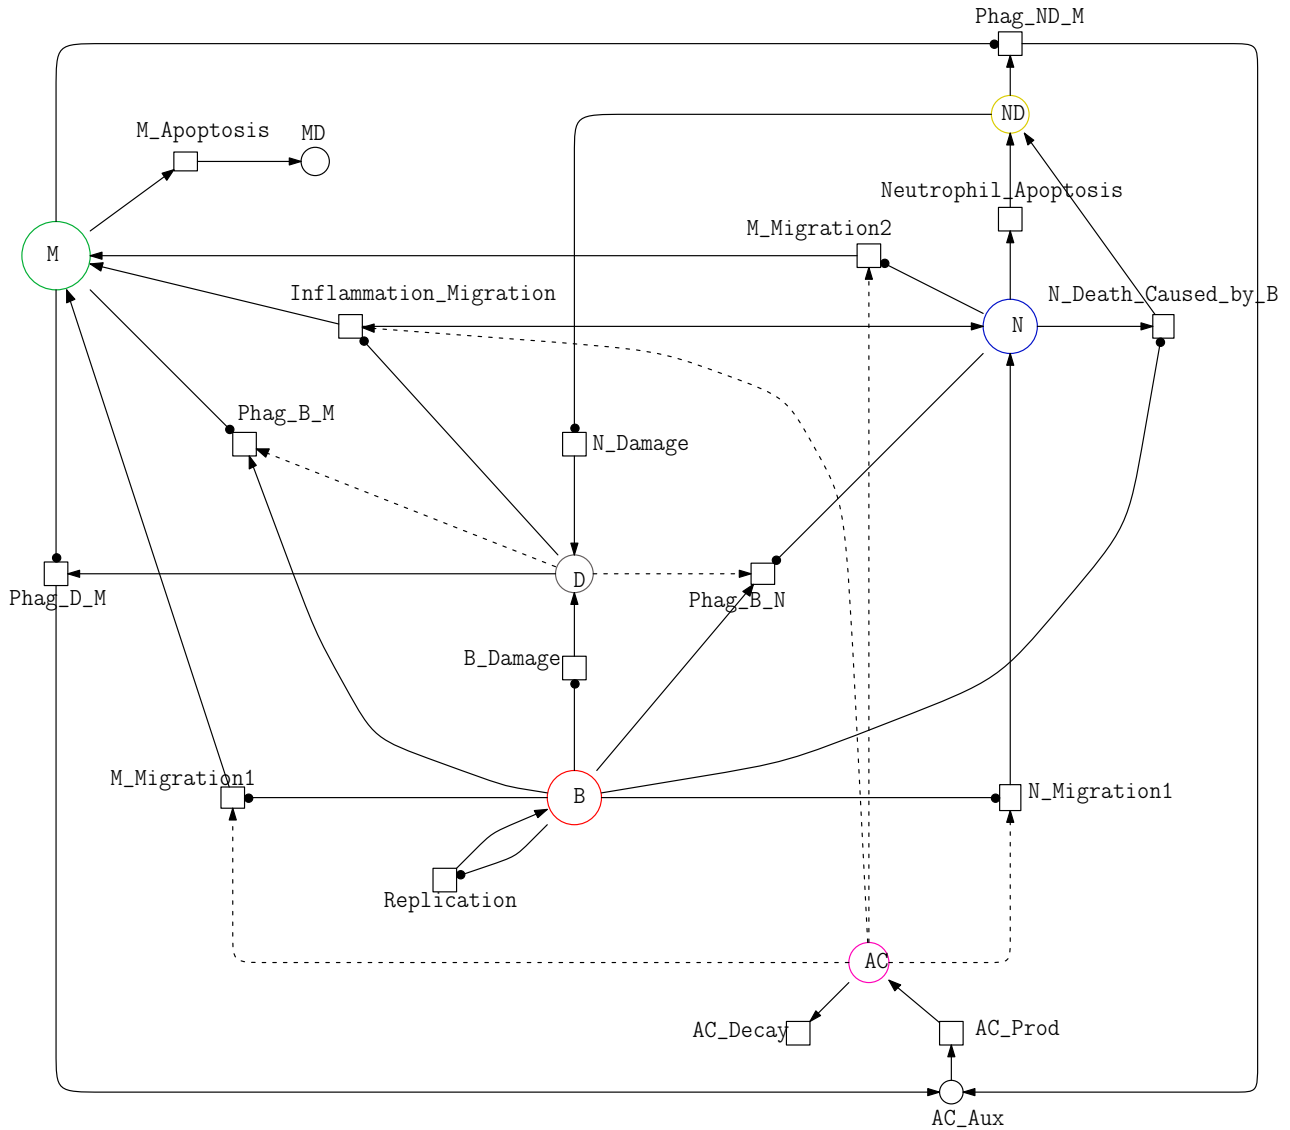 Phag_ND_M
ND
M_Apoptosis
MD
Neutrophil_Apoptosis
M_Migration2
M
Inflammation_Migration
N_Death_Caused_by_B
N
Phag_B_M
N_Damage
D
Phag_D_M
Phag_B_N
B_Damage
M_Migration1
B
N_Migration1
Replication
AC
AC_Decay
AC_Prod
AC_Aux